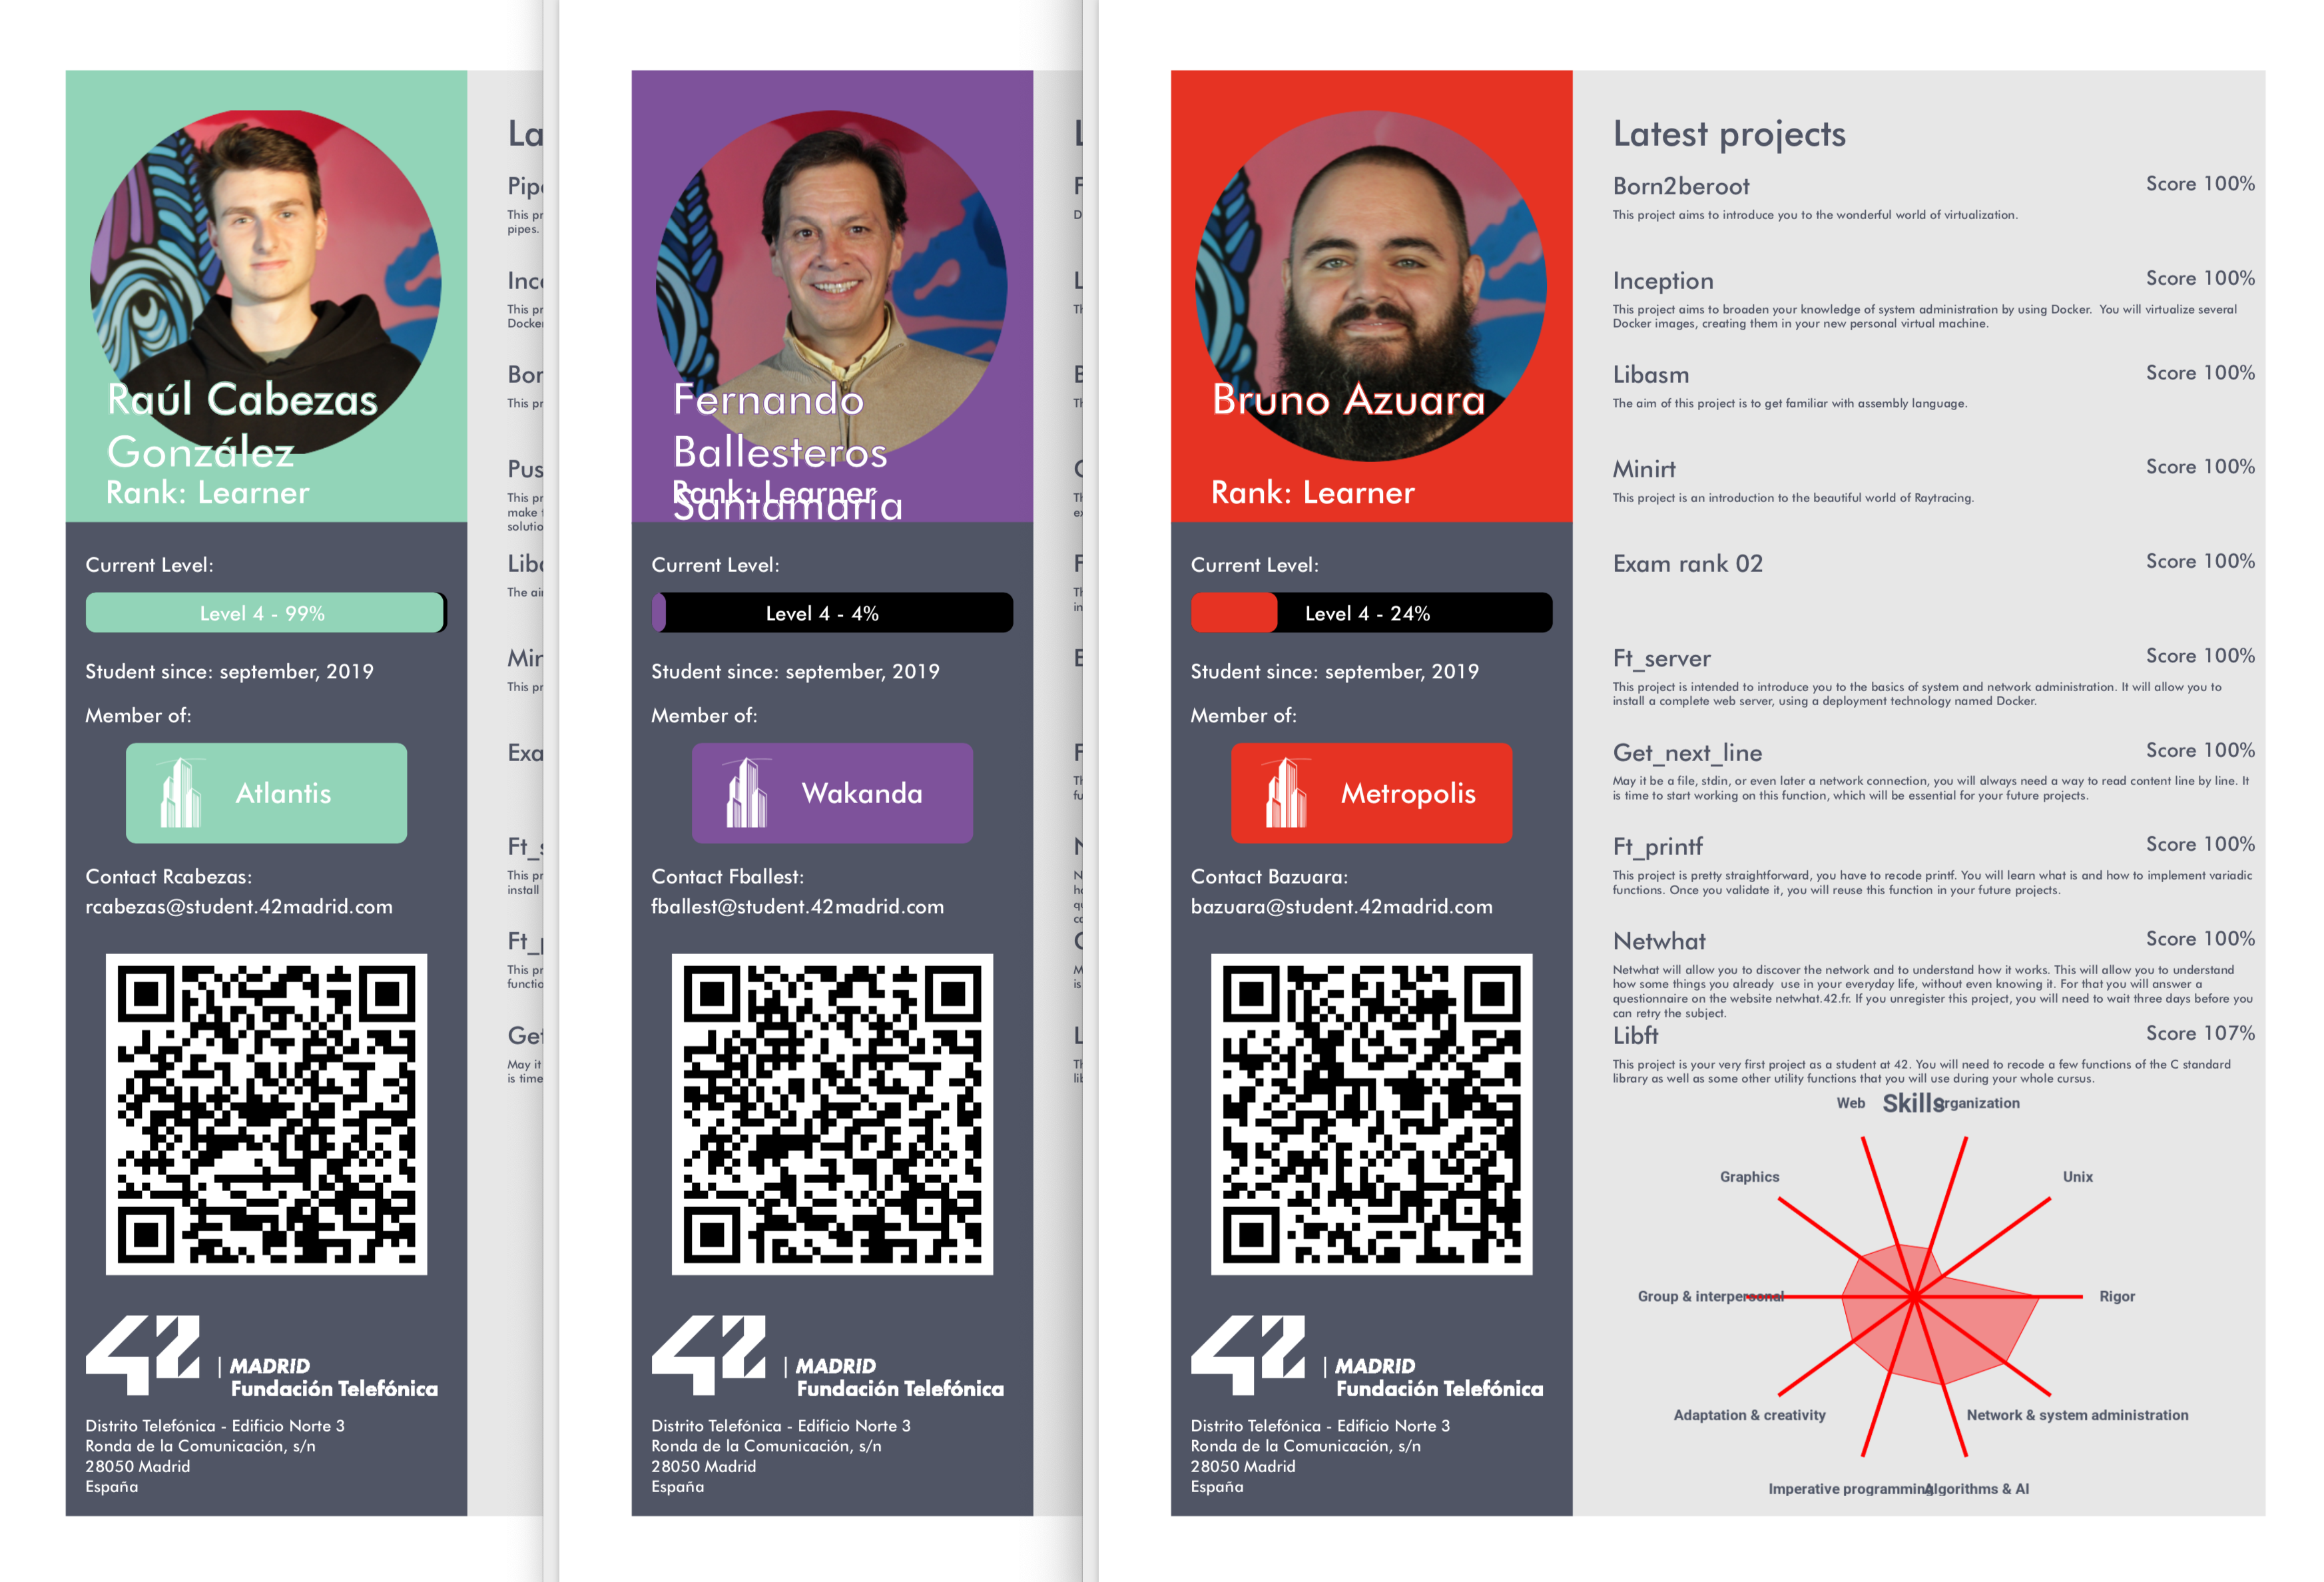 Raúl Cabezas
González
Rank: Learner
Current Level:
Level 4 - 99%
Student since: september, 2019
Member of:
Atlantis
Contact Rcabezas:
rcabezas@student.42madrid.com
42 | MADRID
Fundación Telefónica
Distrito Telefónica - Edificio Norte 3
Ronda de la Comunicación, s/n
28050 Madrid
España
La
Pip
This pr
pipes.
Inc
This pr
Docker
Bor
This pr
Pus
This pr
make
solutio
Lib
The ai
Mi
This pr
Exa
Ft_
This pr
install
Ft_
This pr
functio
Ge
May it
is time
Fernando
Ballesteros
Santamaría
Rank: Learner
Current Level:
Level 4 - 4%
Student since: september, 2019
Member of:
Wakanda
Contact Fballest:
fballest@student.42madrid.com
42 | MADRID
Fundación Telefónica
Distrito Telefónica - Edificio Norte 3
Ronda de la Comunicación, s/n
28050 Madrid
España
Bruno Azuara
Rank: Learner
Current Level:
Level 4 - 24%
Student since: september, 2019
Member of:
Metropolis
Contact Bazuara:
bazuara@student.42madrid.com
42 | MADRID
Fundación Telefónica
Distrito Telefónica - Edificio Norte 3
Ronda de la Comunicación, s/n
28050 Madrid
España
Latest projects
Born2beroot Score 100%
This project aims to introduce you to the wonderful world of virtualization.
Inception Score 100%
This project aims to broaden your knowledge of system administration by using Docker. You will virtualize several
Docker images, creating them in your new personal virtual machine.
Libasm Score 100%
The aim of this project is to get familiar with assembly language.
Minirt Score 100%
This project is an introduction to the beautiful world of Raytracing.
Exam rank 02 Score 100%
Ft_server Score 100%
This project is intended to introduce you to the basics of system and network administration. It will allow you to
install a complete web server, using a deployment technology named Docker.
Get_next_line Score 100%
May it be a file, stdin, or even later a network connection, you will always need a way to read content line by line. It
is time to start working on this function, which will be essential for your future projects.
Ft_printf Score 100%
This project is pretty straightforward, you have to recode printf. You will learn what is and how to implement variadic
functions. Once you validate it, you will reuse this function in your future projects.
Netwhat Score 100%
Netwhat will allow you to discover the network and to understand how it works. This will allow you to understand
how some things you already use in your everyday life, without even knowing it. For that you will answer a
questionnaire on the website netwhat.42.fr. If you unregister this project, you will need to wait three days before you
can retry the subject.
Libft Score 107%
This project is your very first project as a student at 42. You will need to recode a few functions of the C standard
library as well as some other utility functions that you will use during your whole cursus.
Web Skills Organization
Graphics Unix
Group & interpersonal Rigor
Adaptation & creativity Network & system administration
Imperative programming Algorithms & AI